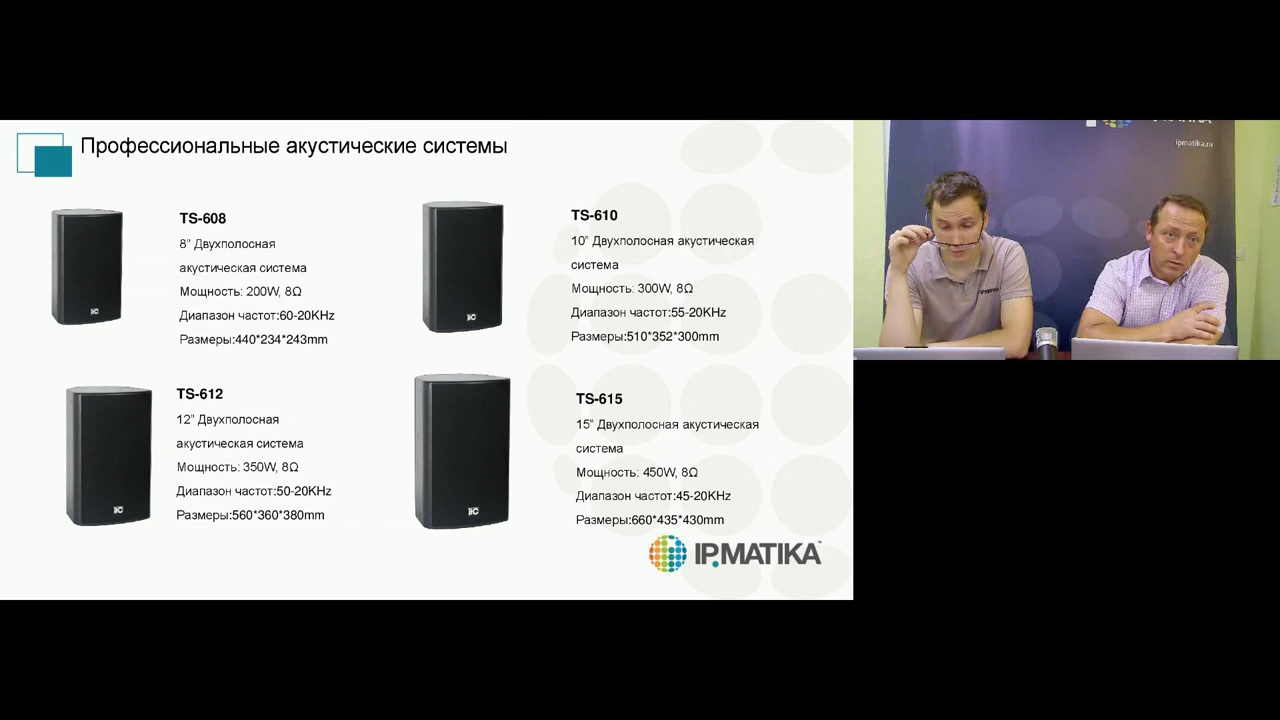 Профессиональные акустические системы
TS-608
8” Двухполосная
акустическая система
Мощность: 200W, 8Ω
Диапазон частот:60-20KHz
Размеры:440*234*243mm
TS-610
10” Двухполосная акустическая
система
Мощность: 300W, 8Ω
Диапазон частот:55-20KHz
Размеры:510*352*300mm
TS-612
12” Двухполосная
акустическая система
Мощность: 350W, 8Ω
Диапазон частот:50-20KHz
Размеры:560*360*380mm
TS-615
15” Двухполосная акустическая
система
Мощность: 450W, 8Ω
Диапазон частот:45-20KHz
Размеры:660*435*430mm
IP.MATIKA™
ipmatika.ru